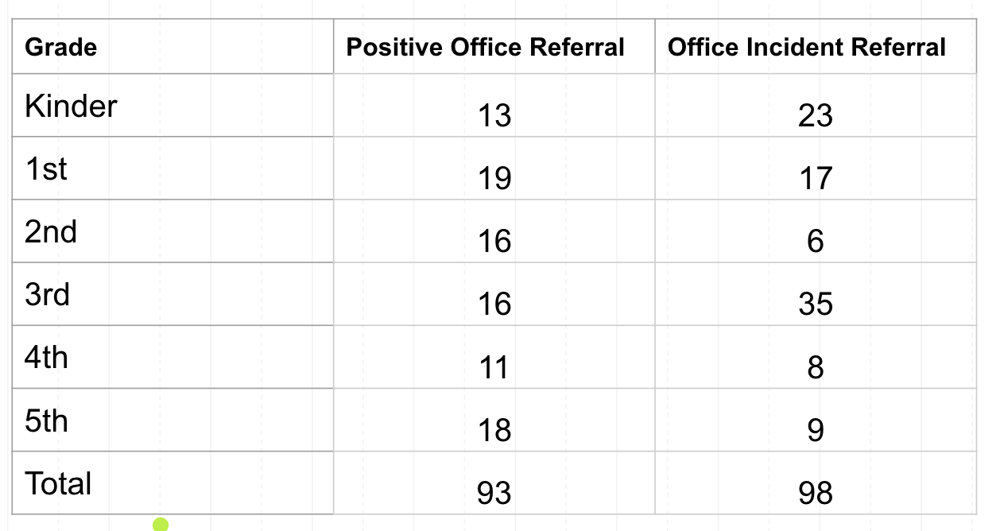 Grade Positive Office Referral Office Incident Referral
Kinder 13 23
1st 19 17
2nd 16 6
3rd 16 35
4th 11 8
5th 18 9
Total 93 98